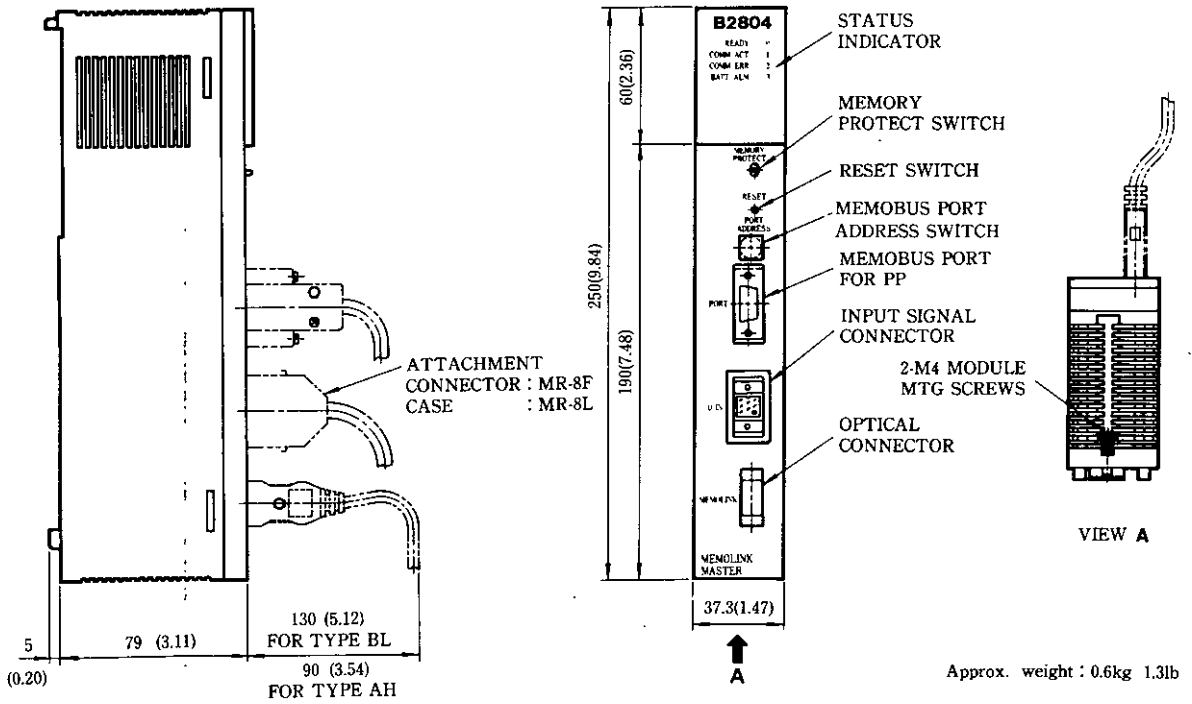 ATTACHMENT
CONNECTOR : MR-8F
CASE : MR-8L
5
(0.20)
79 (3.11)
130 (5.12)
FOR TYPE BL
90 (3.54)
FOR TYPE AH
250(9.84)
60(2.36)
190(7.48)
B2804
READY
COMM ACT 1
COMM ERR 2
BATT ALM 3
MEMORY
PROTECT
RESET
PORT
ADDRESS
PORT
MEMOLINK
MEMOLINK
MASTER
37.3(1.47)
A
STATUS
INDICATOR
MEMORY
PROTECT SWITCH
RESET SWITCH
MEMOBUS PORT
ADDRESS SWITCH
MEMOBUS PORT
FOR PP
INPUT SIGNAL
CONNECTOR
OPTICAL
CONNECTOR
2-M4 MODULE
MTG SCREWS
VIEW A
Approx. weight : 0.6kg 1.3lb